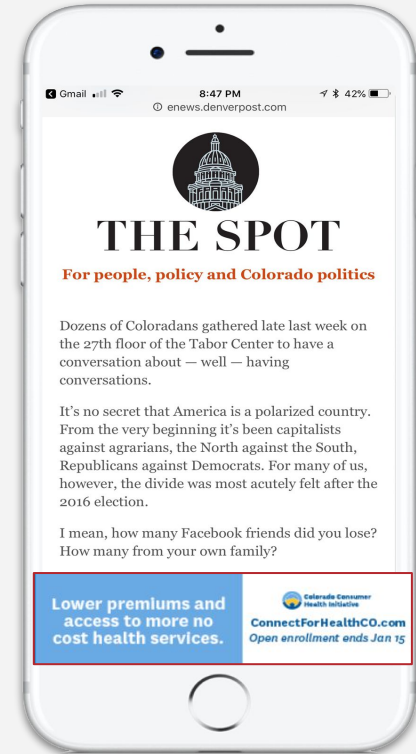 Gmail 8:47 PM 42%
enews.denverpost.com
THE SPOT
For people, policy and Colorado politics
Dozens of Coloradans gathered late last week on
the 27th floor of the Tabor Center to have a
conversation about — well — having
conversations.
It’s no secret that America is a polarized country.
From the very beginning it’s been capitalists
against agrarians, the North against the South,
Republicans against Democrats. For many of us,
however, the divide was most acutely felt after the
2016 election.
I mean, how many Facebook friends did you lose?
How many from your own family?
Lower premiums and
access to more no
cost health services.
Colorado Consumer
Health Initiative
ConnectForHealthCO.com
Open enrollment ends Jan 15